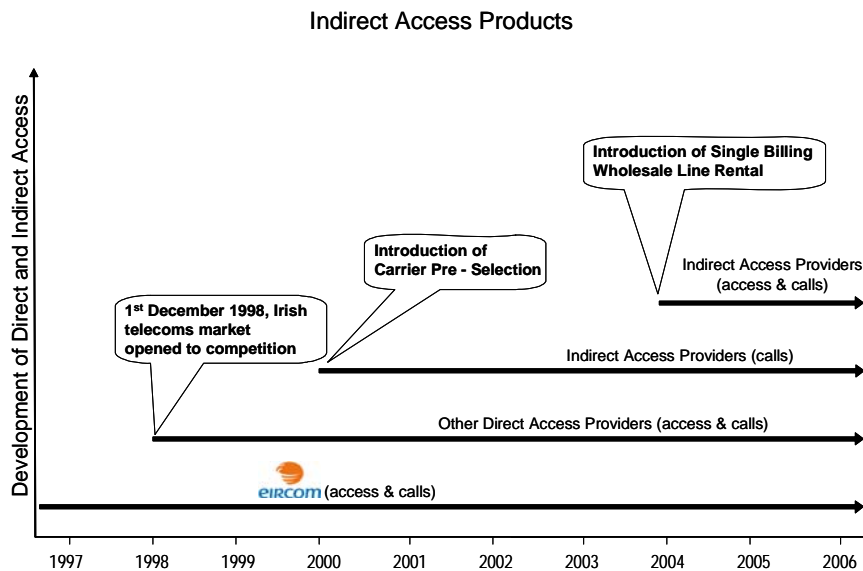 Indirect Access Products
Development of Direct and Indirect Access
Introduction of Single Billing
Wholesale Line Rental
Introduction of
Carrier Pre - Selection
Indirect Access Providers
(access & calls)
1st December 1998, Irish
telecoms market
opened to competition
Indirect Access Providers (calls)
Other Direct Access Providers (access & calls)
eircom (access & calls)
1997 1998 1999 2000 2001 2002 2003 2004 2005 2006